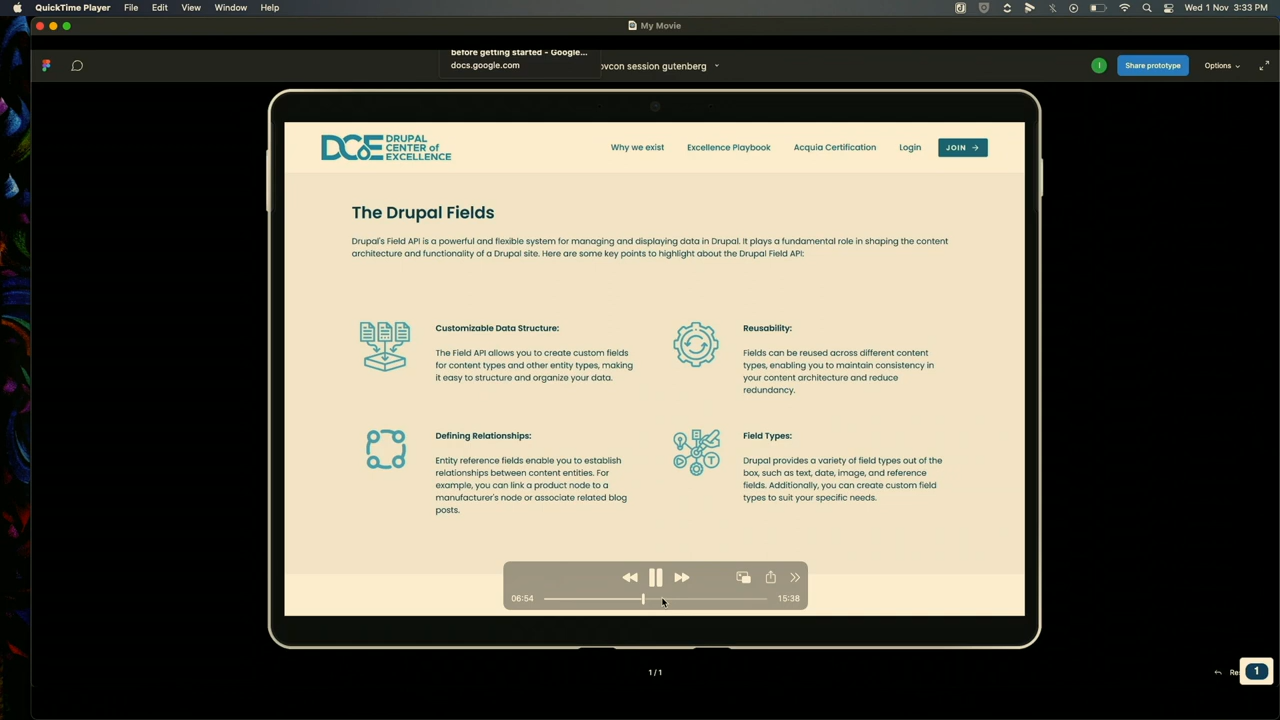 QuickTime Player File Edit View Window Help Wed 1 Nov 3:33 PM
My Movie
before getting started - Google...
docs.google.com
ovcon session gutenberg
Share prototype
Options
DCE DRUPAL
CENTER of
EXCELLENCE
Why we exist Excellence Playbook Acquia Certification Login JOIN →
The Drupal Fields
Drupal's Field API is a powerful and flexible system for managing and displaying data in Drupal. It plays a fundamental role in shaping the content
architecture and functionality of a Drupal site. Here are some key points to highlight about the Drupal Field API:
Customizable Data Structure:
The Field API allows you to create custom fields
for content types and other entity types, making
it easy to structure and organize your data.
Reusability:
Fields can be reused across different content
types, enabling you to maintain consistency in
your content architecture and reduce
redundancy.
Defining Relationships:
Entity reference fields enable you to establish
relationships between content entities. For
example, you can link a product node to a
manufacturer's node or associate related blog
posts.
Field Types:
Drupal provides a variety of field types out of the
box, such as text, date, image, and reference
fields. Additionally, you can create custom field
types to suit your specific needs.
06:54 15:38
1 / 1
1